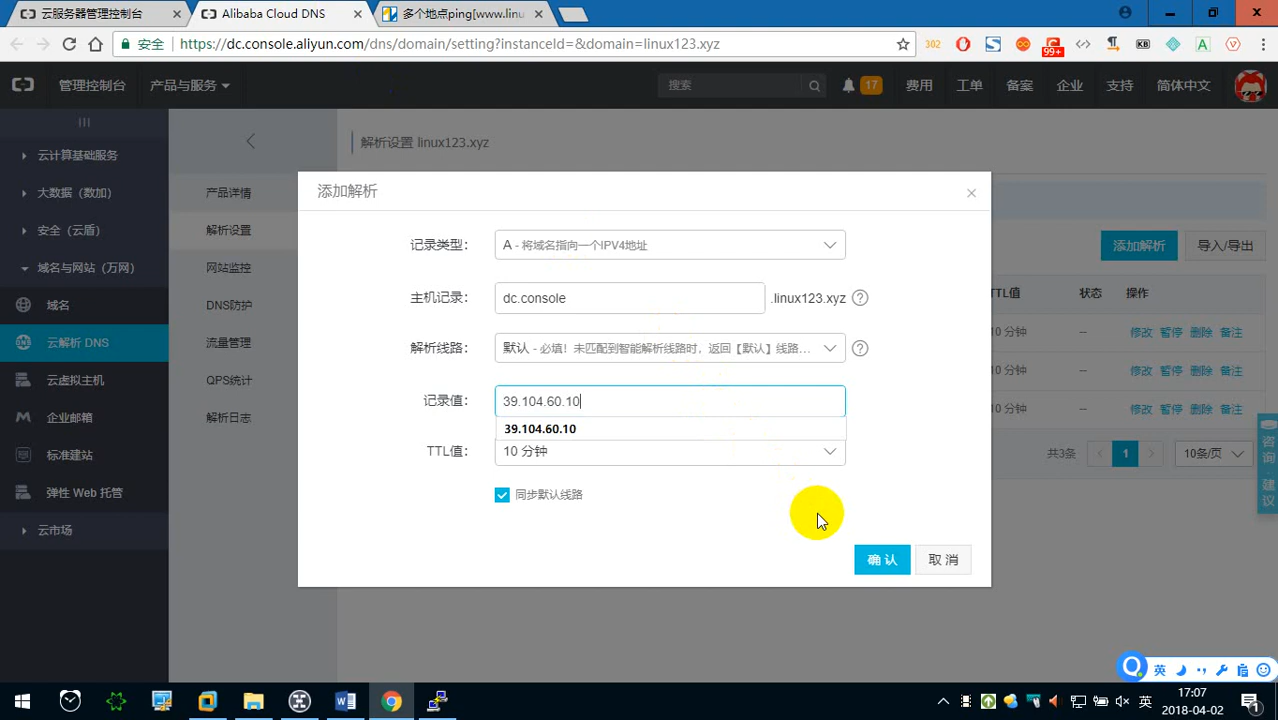 云服务器管理控制台
Alibaba Cloud DNS
多个地点ping[www.linu
安全
https://dc.console.aliyun.com/dns/domain/setting?instanceId=&domain=linux123.xyz
302
99+
KB
A
管理控制台
产品与服务
搜索
17
费用
工单
备案
企业
支持
简体中文
云计算基础服务
大数据（数加）
安全（云盾）
域名与网站（万网）
域名
DNS
云解析 DNS
云虚拟主机
企业邮箱
标准建站
弹性 Web 托管
云市场
产品详情
解析设置
网站监控
DNS防护
流量管理
QPS统计
解析日志
解析设置 linux123.xyz
添加解析
导入/导出
TTL值
状态
操作
10 分钟 -- 修改 暂停 删除 备注
10 分钟 -- 修改 暂停 删除 备注
10 分钟 -- 修改 暂停 删除 备注
共3条
1
10条/页
咨询·建议
添加解析
记录类型：
A - 将域名指向一个IPV4地址
主机记录：
dc.console
.linux123.xyz
解析线路：
默认 - 必填！未匹配到智能解析线路时，返回【默认】线路...
记录值：
39.104.60.10
39.104.60.10
TTL值：
10 分钟
同步默认线路
确 认
取 消
英
英
17:07
2018-04-02
1